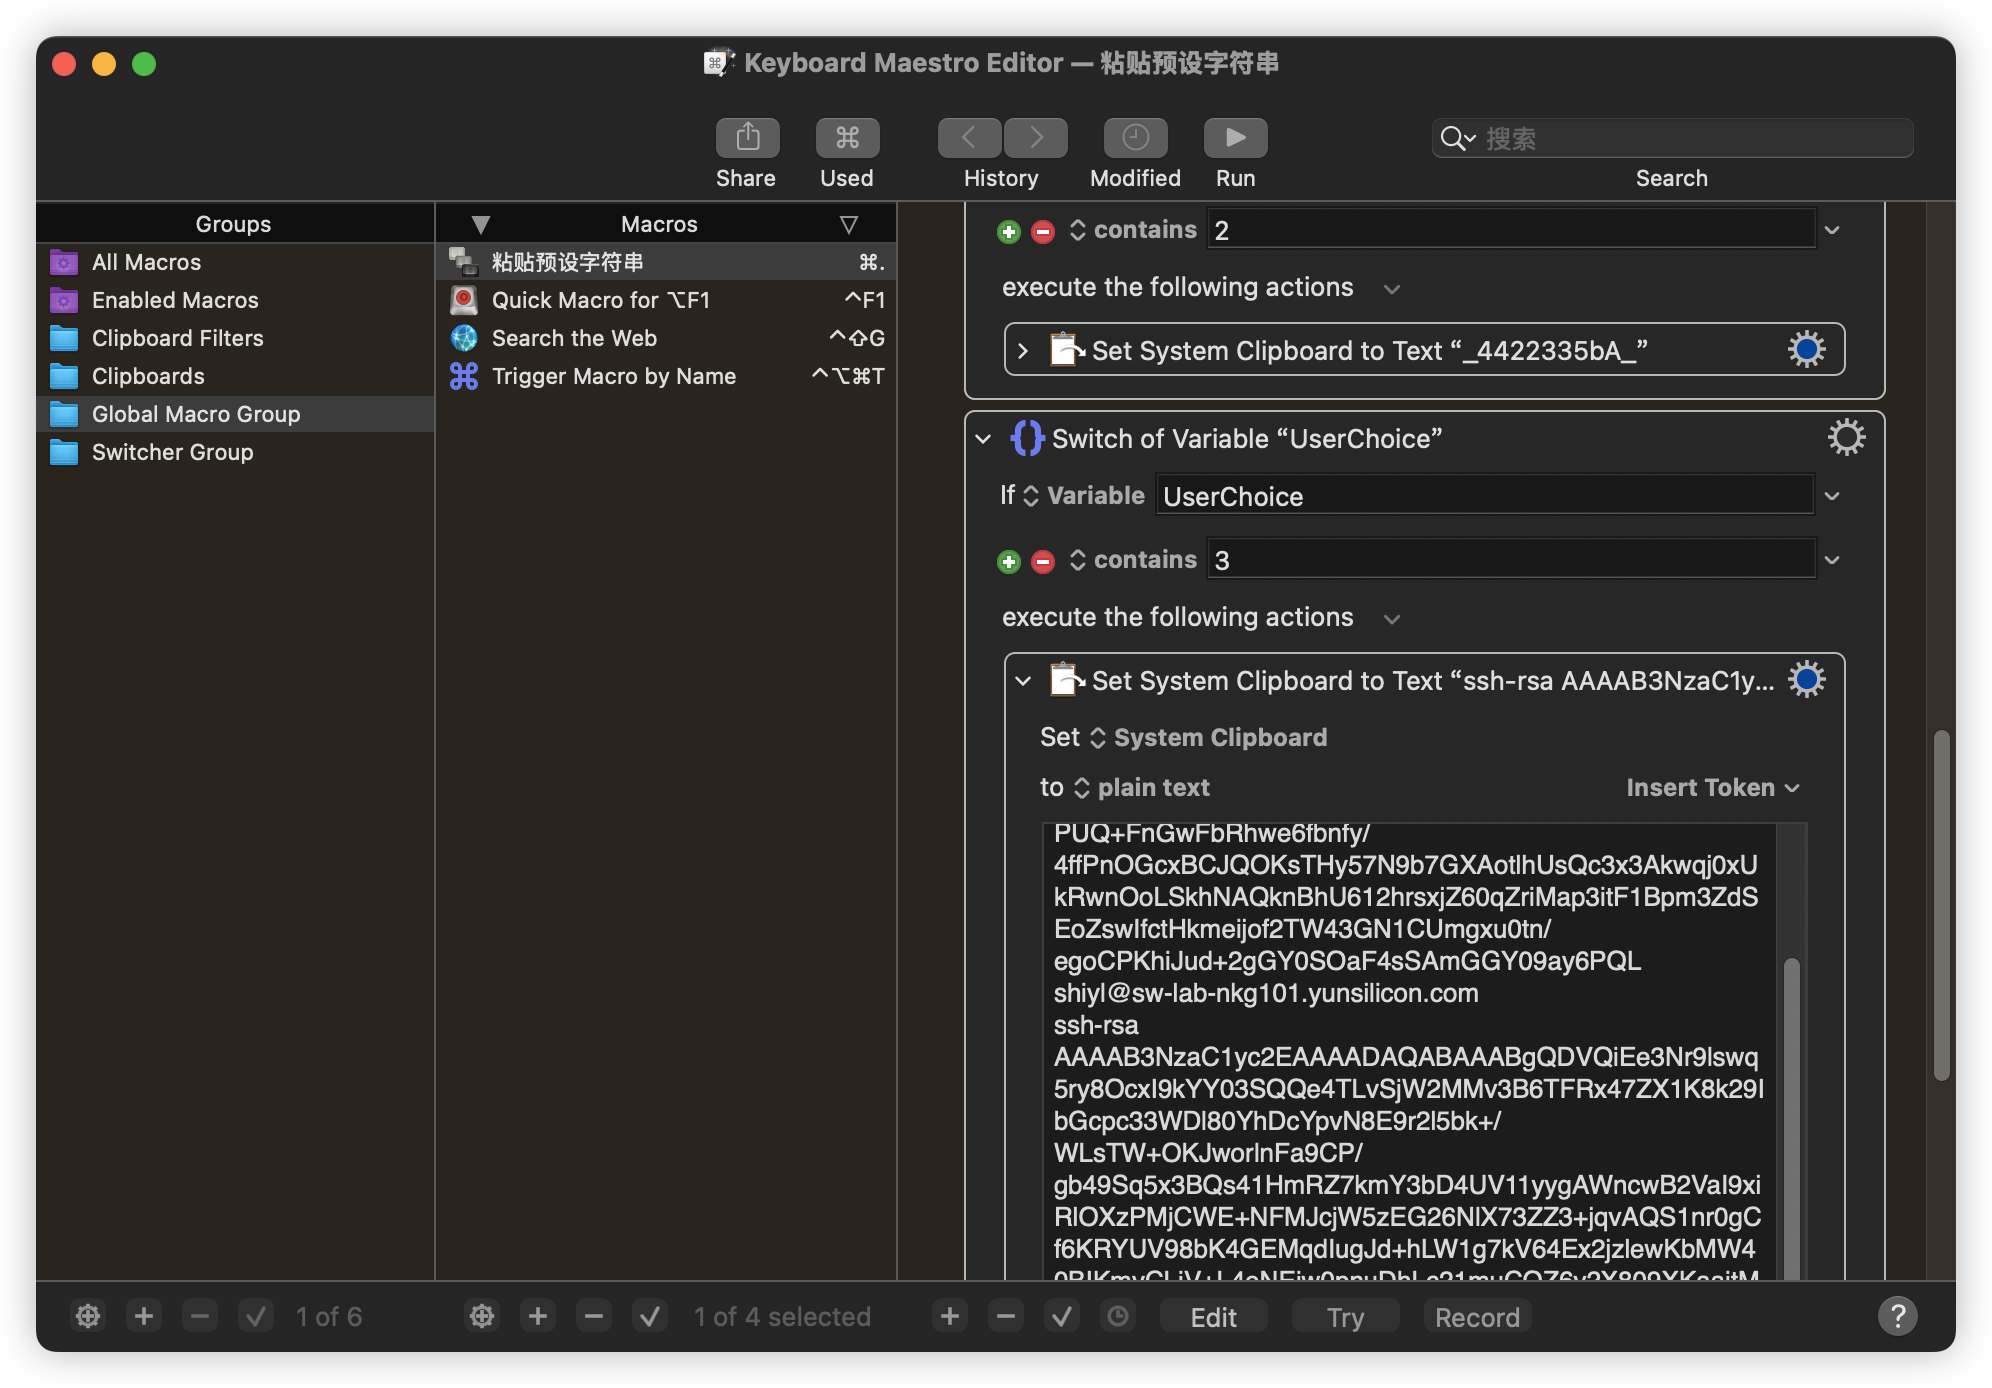 Keyboard Maestro Editor — 粘贴预设字符串
Share
Used
History
Modified
Run
搜索
Search
Groups
All Macros
Enabled Macros
Clipboard Filters
Clipboards
Global Macro Group
Switcher Group
Macros
粘贴预设字符串 ⌘.
Quick Macro for ⌥F1 ^F1
Search the Web ^⇧G
Trigger Macro by Name ^⌥⌘T
contains 2
execute the following actions
Set System Clipboard to Text “_4422335bA_”
Switch of Variable “UserChoice”
If Variable UserChoice
contains 3
execute the following actions
Set System Clipboard to Text “ssh-rsa AAAAB3NzaC1y...
Set System Clipboard
to plain text Insert Token
PUQ+FnGwFbRhwe6fbnfy/
4ffPnOGcxBCJQOKsTHy57N9b7GXAotlhUsQc3x3Akwqj0xU
kRwnOoLSkhNAQknBhU612hrsxjZ60qZriMap3itF1Bpm3ZdS
EoZswIfctHkmeijof2TW43GN1CUmgxu0tn/
egoCPKhiJud+2gGY0SOaF4sSAmGGY09ay6PQL
shiyl@sw-lab-nkg101.yunsilicon.com
ssh-rsa
AAAAB3NzaC1yc2EAAAADAQABAAABgQDVQiEe3Nr9lswq
5ry8OcxI9kYY03SQQe4TLvSjW2MMv3B6TFRx47ZX1K8k29I
bGcpc33WDl80YhDcYpvN8E9r2l5bk+/
WLsTW+OKJworlnFa9CP/
gb49Sq5x3BQs41HmRZ7kmY3bD4UV11yygAWncwB2VaI9xi
RlOXzPMjCWE+NFMJcjW5zEG26NlX73ZZ3+jqvAQS1nr0gC
f6KRYUV98bK4GEMqdIugJd+hLW1g7kV64Ex2jzlewKbMW4
1 of 6
1 of 4 selected
Edit
Try
Record
?